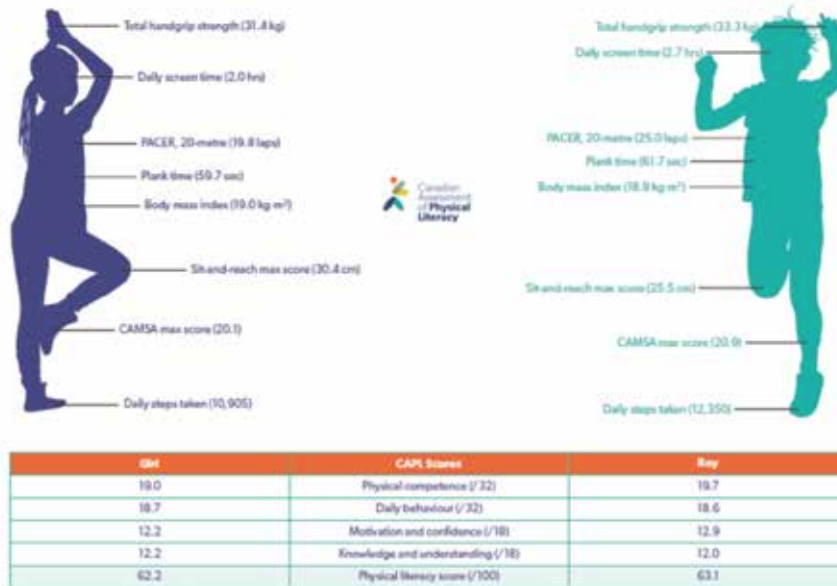 Total handgrip strength (31.4 kg)
Daily screen time (2.0 hrs)
PACER, 20-metre (19.8 laps)
Plank time (59.7 sec)
Body mass index (19.0 kg·m²)
Sit-and-reach max score (30.4 cm)
CAMSA max score (20.1)
Daily steps taken (10,905)
Canadian
Assessment
of Physical
Literacy
Total handgrip strength (33.3 kg)
Daily screen time (2.7 hrs)
PACER, 20-metre (25.0 laps)
Plank time (61.7 sec)
Body mass index (18.9 kg·m²)
Sit-and-reach max score (25.5 cm)
CAMSA max score (20.9)
Daily steps taken (12,350)
Girl CAPL Scores Boy
19.0 Physical competence (/32) 19.7
18.7 Daily behaviour (/32) 18.6
12.2 Motivation and confidence (/18) 12.9
12.2 Knowledge and understanding (/18) 12.0
62.2 Physical literacy score (/100) 63.1